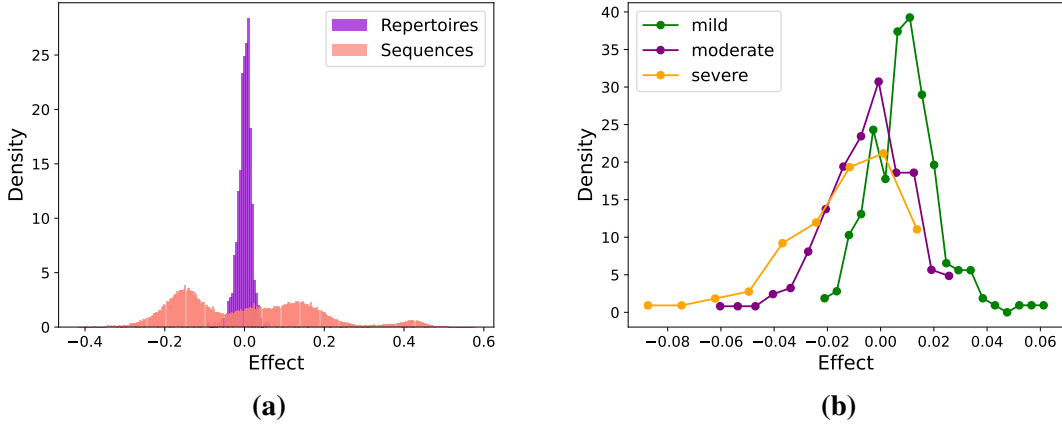 Repertoires
Sequences
Density
25
20
15
10
5
0
−0.4 −0.2 0.0 0.2 0.4 0.6
Effect
(a)
mild
moderate
severe
Density
40
35
30
25
20
15
10
5
0
−0.08 −0.06 −0.04 −0.02 0.00 0.02 0.04 0.06
Effect
(b)